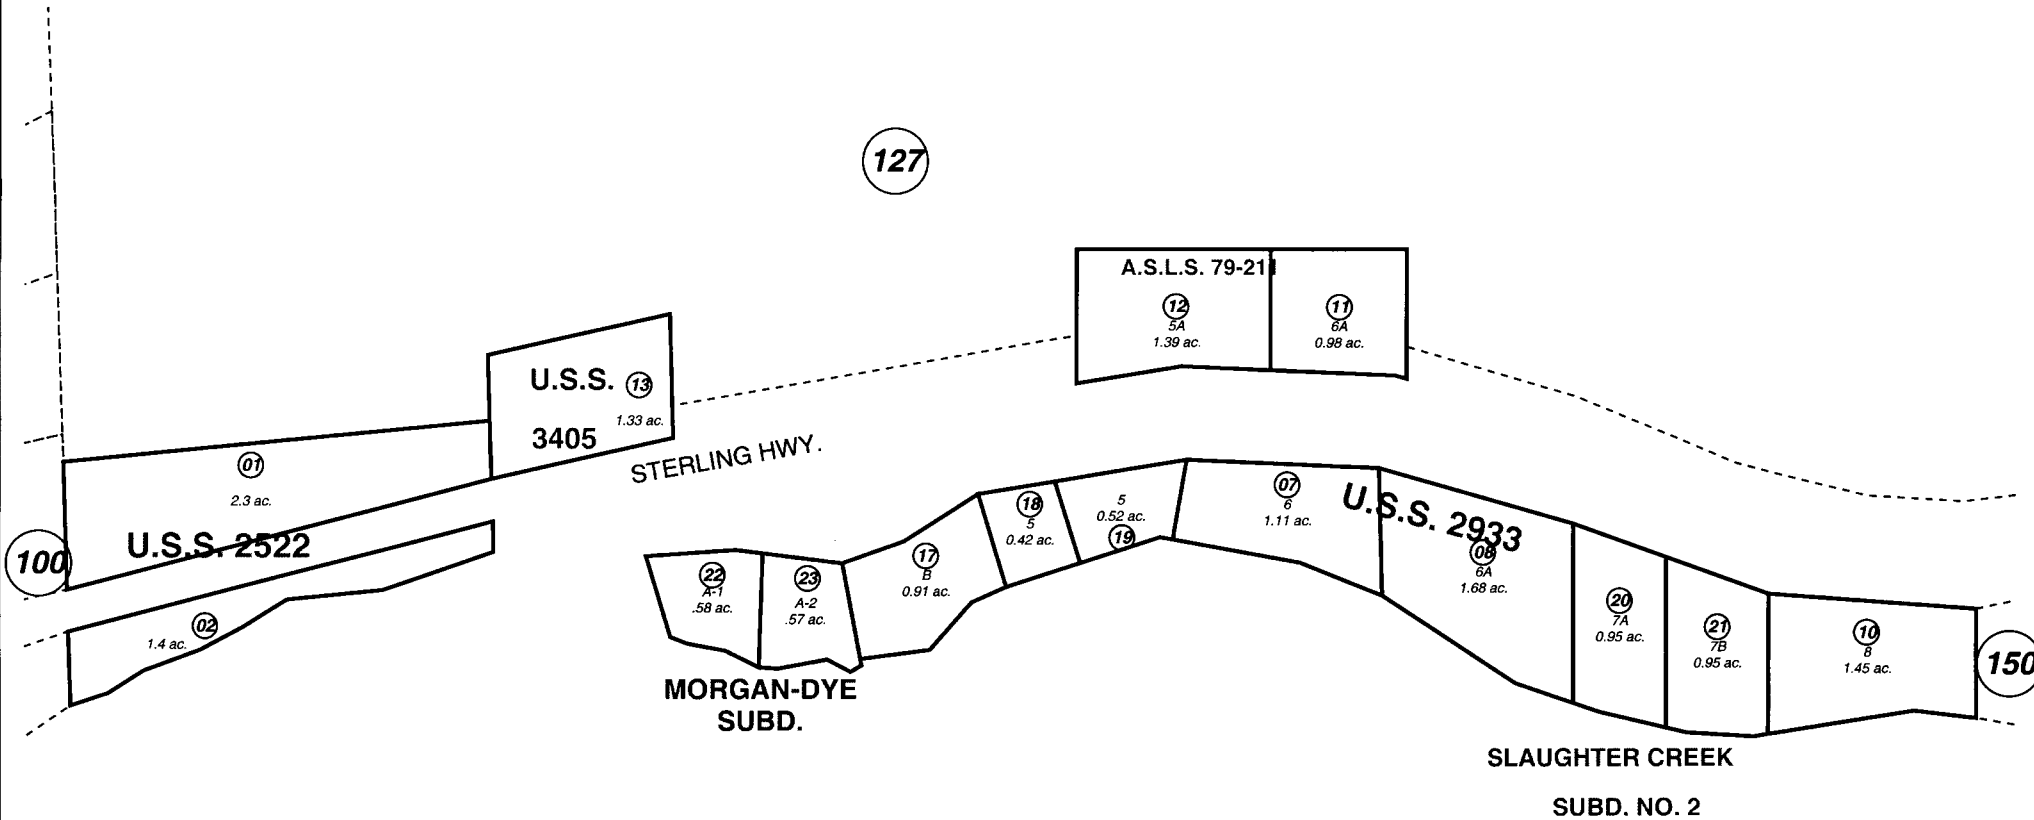 127
A.S.L.S. 79-211
12
5A
1.39 ac.
11
6A
0.98 ac.
U.S.S.
13
1.33 ac.
3405
STERLING HWY.
01
2.3 ac.
U.S.S. 2522
100
02
1.4 ac.
22
A-1
.58 ac.
23
A-2
.57 ac.
MORGAN-DYE
SUBD.
17
B
0.91 ac.
18
5
0.42 ac.
5
0.52 ac.
19
07
6
1.11 ac.
U.S.S. 2933
08
6A
1.68 ac.
20
7A
0.95 ac.
21
7B
0.95 ac.
10
8
1.45 ac.
150
SLAUGHTER CREEK
SUBD. NO. 2